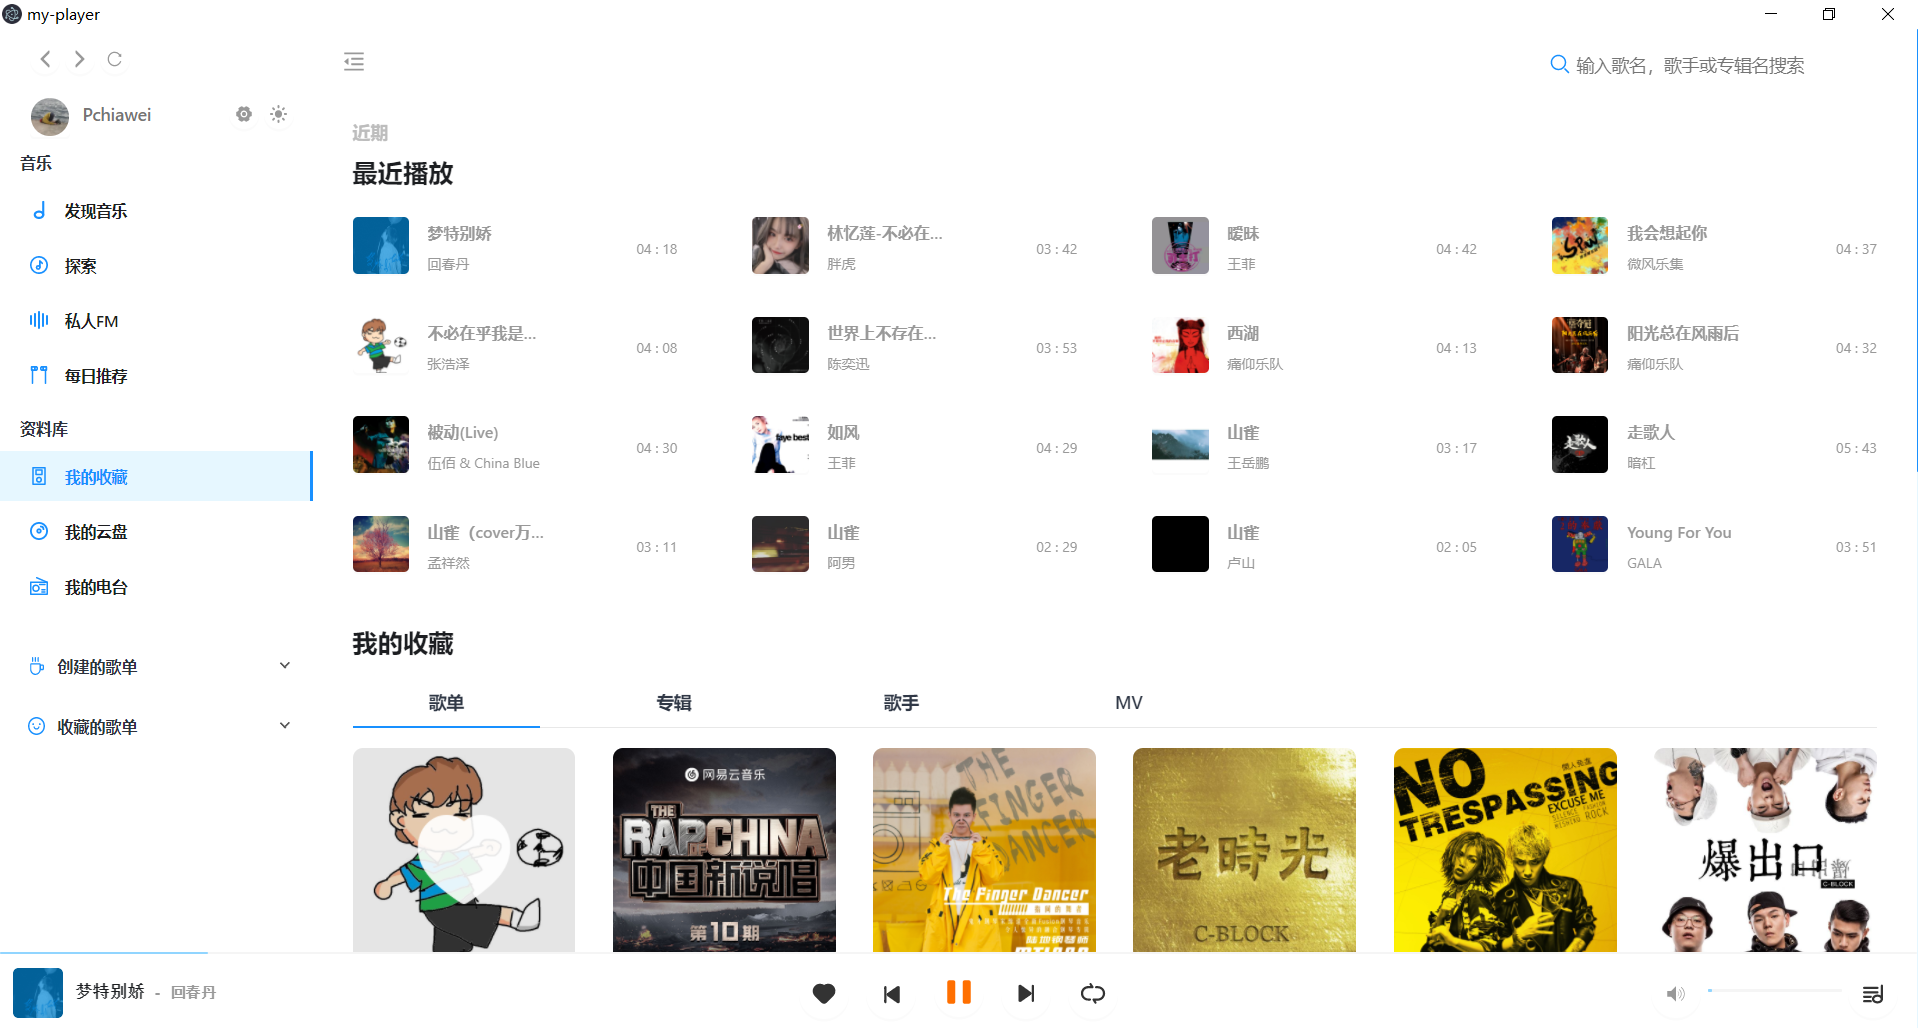 my-player
输入歌名，歌手或专辑名搜索
Pchiawei
音乐
发现音乐
探索
私人FM
每日推荐
资料库
我的收藏
我的云盘
我的电台
创建的歌单
收藏的歌单
近期
最近播放
梦特别娇
回春丹
04 : 18
林忆莲-不必在...
胖虎
03 : 42
暧昧
王菲
04 : 42
我会想起你
微风乐集
04 : 37
不必在乎我是...
张浩泽
04 : 08
世界上不存在...
陈奕迅
03 : 53
西湖
痛仰乐队
04 : 13
阳光总在风雨后
痛仰乐队
04 : 32
被动(Live)
伍佰 & China Blue
04 : 30
faye best
如风
王菲
04 : 29
山雀
王岳鹏
03 : 17
走歌人
走歌人
暗杠
05 : 43
山雀（cover万...
孟祥然
03 : 11
山雀
阿男
02 : 29
山雀
卢山
02 : 05
Young For You
GALA
03 : 51
我的收藏
歌单
专辑
歌手
MV
网易云音乐
THE
RAP OF CHINA
中国新说唱
第10期
THE
FINGER
DANCER
The Finger Dancer
老時光
C-BLOCK
NO
TRESPASSING
EXCUSE ME
爆出口
C-BLOCK
梦特别娇 - 回春丹